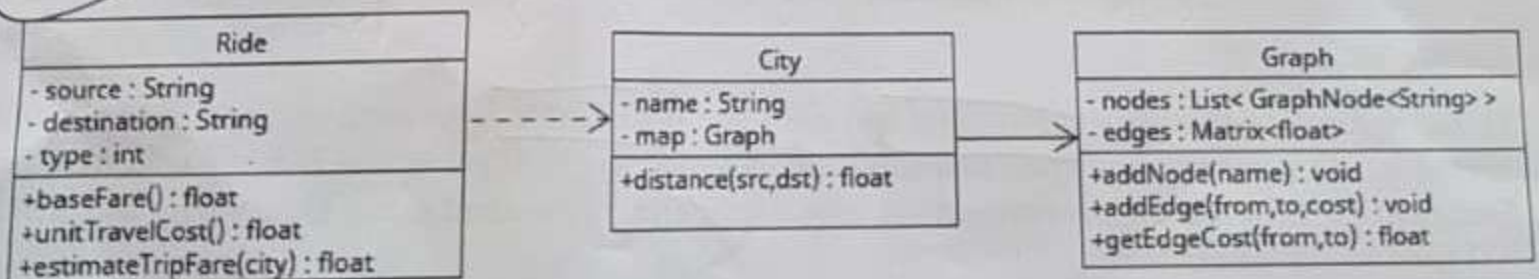 Ride
- source : String
- destination : String
- type : int
+baseFare() : float
+unitTravelCost() : float
+estimateTripFare(city) : float
City
- name : String
- map : Graph
+distance(src,dst) : float
Graph
- nodes : List< GraphNode<String> >
- edges : Matrix<float>
+addNode(name) : void
+addEdge(from,to,cost) : void
+getEdgeCost(from,to) : float